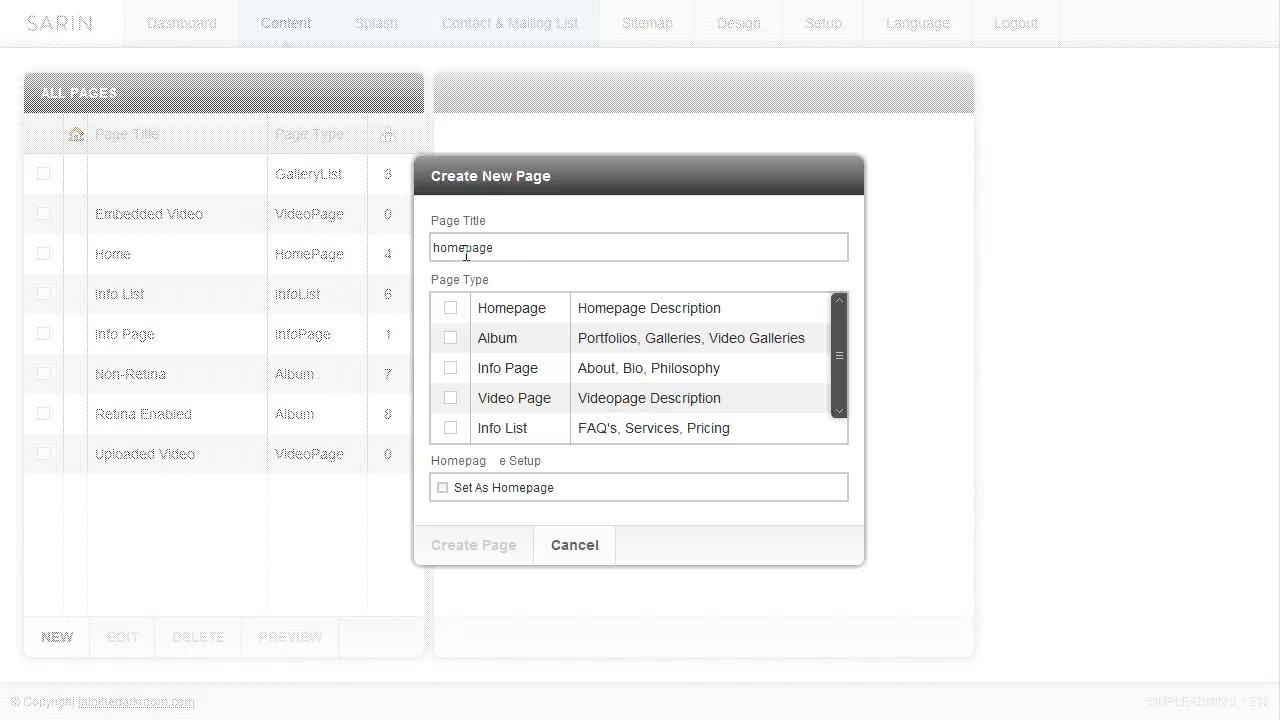 SARIN Dashboard Content Splash Contact & Mailing List Sitemap Design Setup Language Logout
ALL PAGES
Page Title Page Type
GalleryList 3
Embedded Video VideoPage 0
Home HomePage 4
Info List InfoList 6
Info Page InfoPage 1
Album 7
Retina Enabled Album 8
Uploaded Video VideoPage 0
NEW EDIT DELETE PREVIEW
Create New Page
Page Title
homepage
Page Type
Homepage Homepage Description
Album Portfolios, Galleries, Video Galleries
Info Page About, Bio, Philosophy
Video Page Videopage Description
Info List FAQ's, Services, Pricing
Homepag e Setup
Set As Homepage
Create Page Cancel
© Copyright intothedarkroom.com
SIMPLEADMIN 2.1 EN